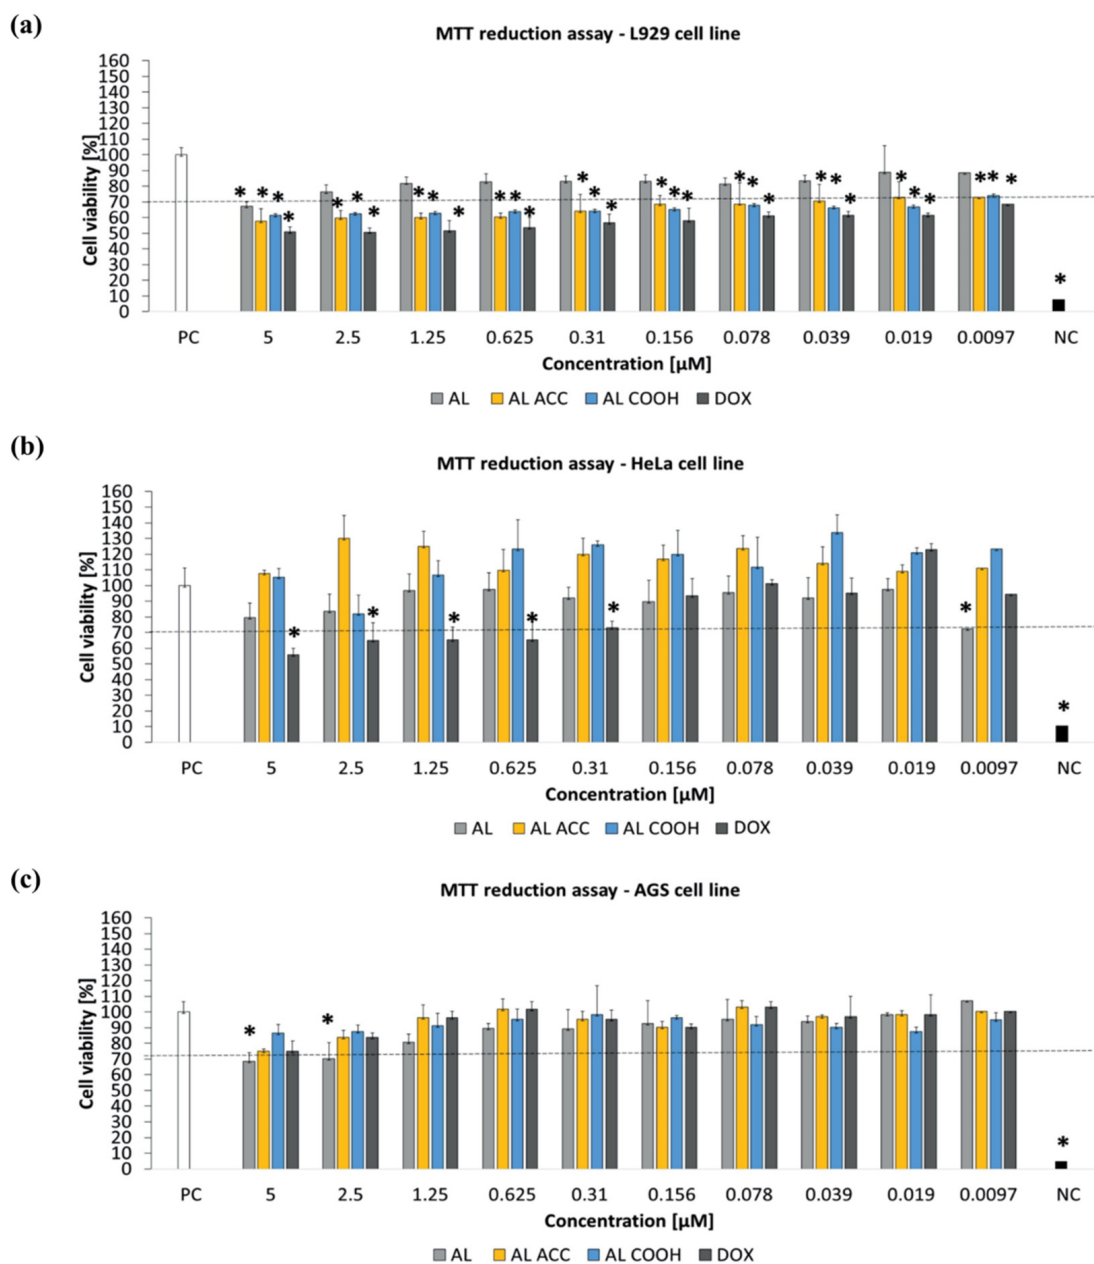 (a)
MTT reduction assay - L929 cell line
Cell viability [%]
160
150
140
130
120
110
100
90
80
70
60
50
40
30
20
10
0
* * * * * * * * * * * * * * * * * * * * * * * * * * * * *
PC 5 2.5 1.25 0.625 0.31 0.156 0.078 0.039 0.019 0.0097 NC
Concentration [µM]
AL AL ACC AL COOH DOX
(b)
MTT reduction assay - HeLa cell line
Cell viability [%]
160
150
140
130
120
110
100
90
80
70
60
50
40
30
20
10
0
* * * * * * *
PC 5 2.5 1.25 0.625 0.31 0.156 0.078 0.039 0.019 0.0097 NC
Concentration [µM]
AL AL ACC AL COOH DOX
(c)
MTT reduction assay - AGS cell line
Cell viability [%]
160
150
140
130
120
110
100
90
80
70
60
50
40
30
20
10
0
* * *
PC 5 2.5 1.25 0.625 0.31 0.156 0.078 0.039 0.019 0.0097 NC
Concentration [µM]
AL AL ACC AL COOH DOX